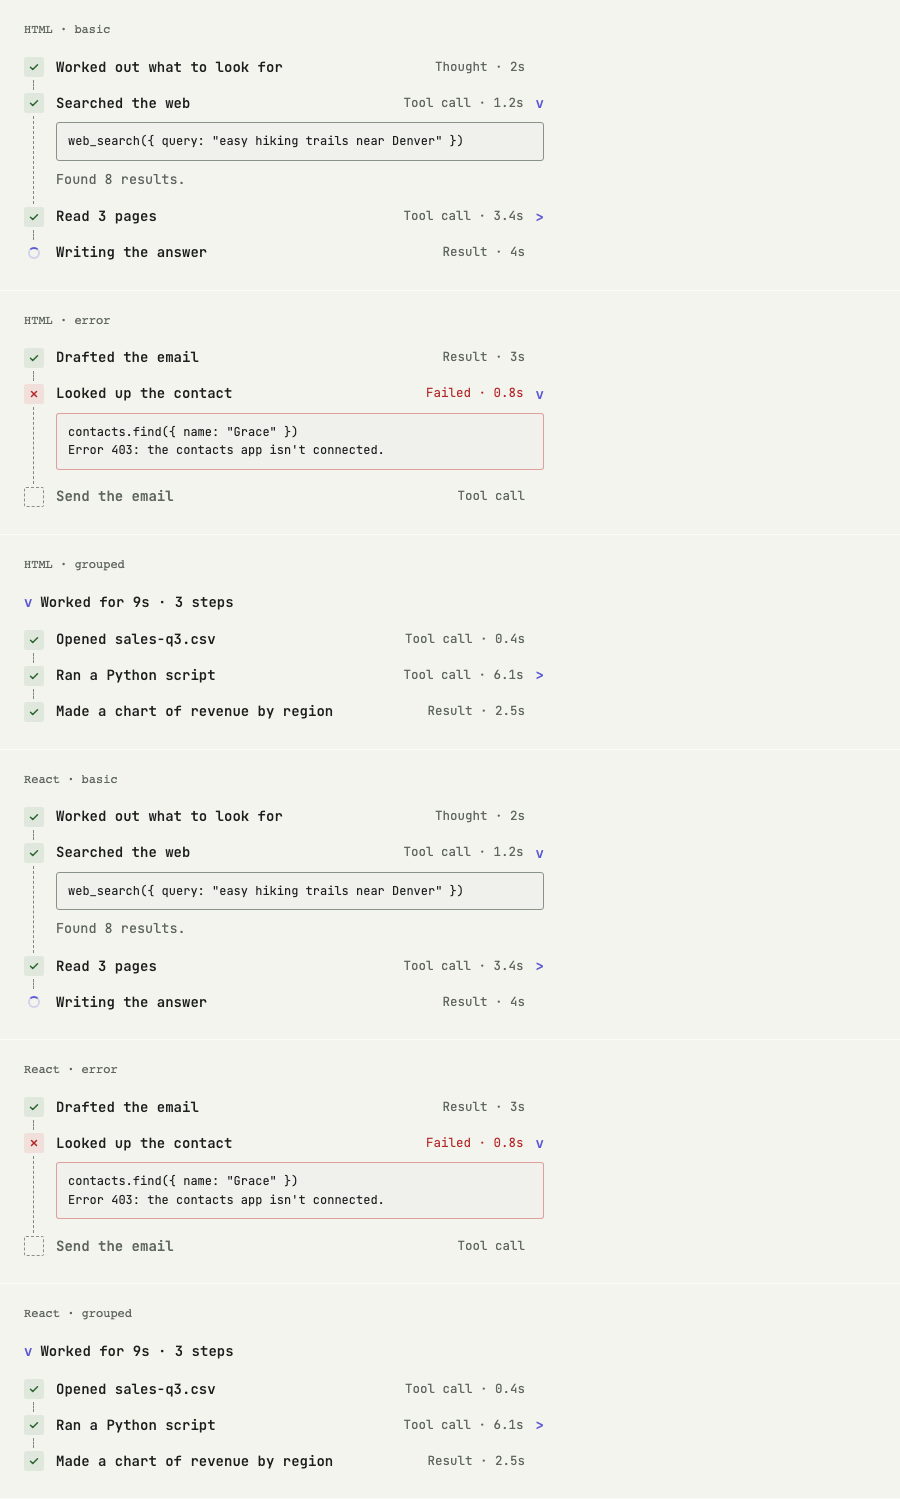 HTML · basic
Worked out what to look for Thought · 2s
Searched the web Tool call · 1.2s v
web_search({ query: "easy hiking trails near Denver" })
Found 8 results.
Read 3 pages Tool call · 3.4s >
Writing the answer Result · 4s
HTML · error
Drafted the email Result · 3s
Looked up the contact Failed · 0.8s v
contacts.find({ name: "Grace" })
Error 403: the contacts app isn't connected.
Send the email Tool call
HTML · grouped
v Worked for 9s · 3 steps
Opened sales-q3.csv Tool call · 0.4s
Ran a Python script Tool call · 6.1s >
Made a chart of revenue by region Result · 2.5s
React · basic
Worked out what to look for Thought · 2s
Searched the web Tool call · 1.2s v
web_search({ query: "easy hiking trails near Denver" })
Found 8 results.
Read 3 pages Tool call · 3.4s >
Writing the answer Result · 4s
React · error
Drafted the email Result · 3s
Looked up the contact Failed · 0.8s v
contacts.find({ name: "Grace" })
Error 403: the contacts app isn't connected.
Send the email Tool call
React · grouped
v Worked for 9s · 3 steps
Opened sales-q3.csv Tool call · 0.4s
Ran a Python script Tool call · 6.1s >
Made a chart of revenue by region Result · 2.5s